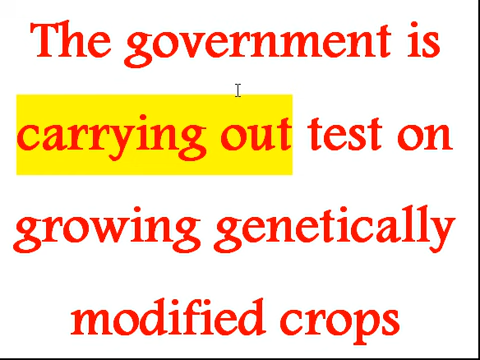 The government is
carrying out test on
growing genetically
modified crops